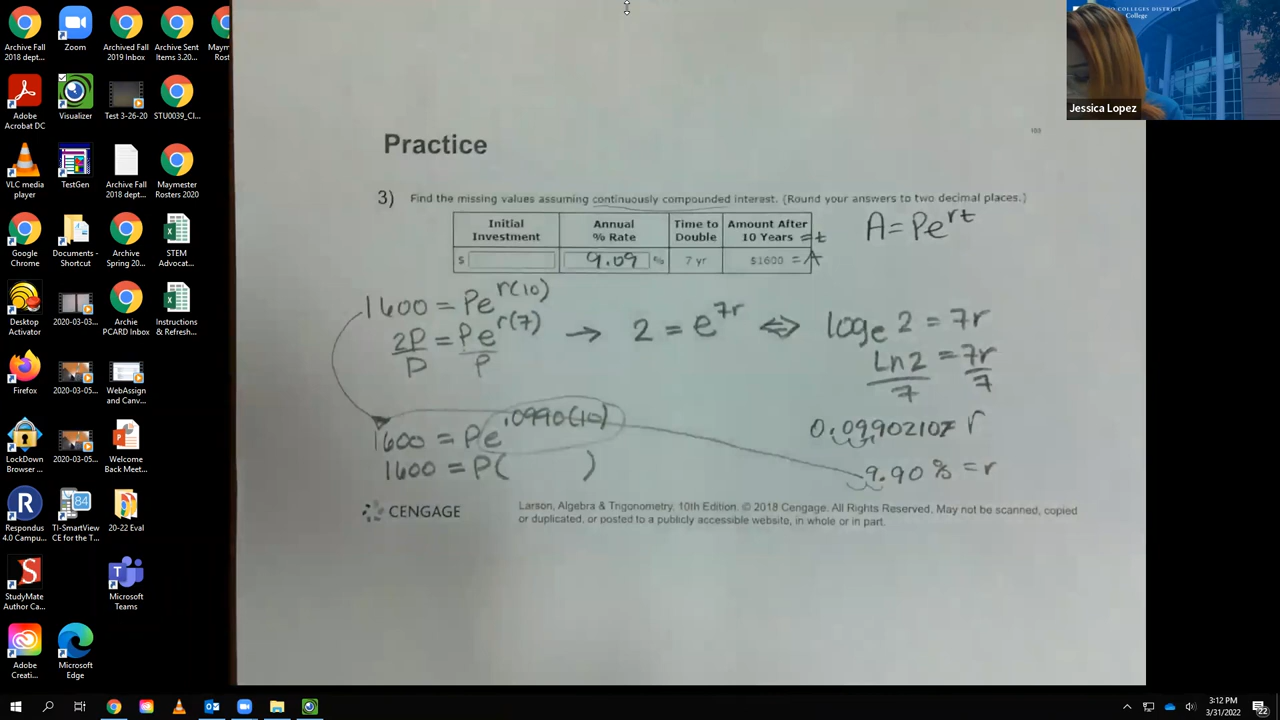 Archive Fall 2018 dept...
Zoom
Archived Fall 2019 Inbox
Archive Sent Items 3.20...
Maym Rost
Adobe Acrobat DC
Visualizer
Test 3-26-20
STU0039_Cl...
VLC media player
TestGen
Archive Fall 2018 dept...
Maymester Rosters 2020
Google Chrome
Documents - Shortcut
Archive Spring 20...
STEM Advocat...
Desktop Activator
2020-03-03...
Archie PCARD Inbox
Instructions & Refresh...
Firefox
2020-03-05...
WebAssign and Canv...
LockDown Browser ...
2020-03-05...
Welcome Back Meet...
Respondus 4.0 Campu...
TI-SmartView CE for the T...
20-22 Eval
StudyMate Author Ca...
Microsoft Teams
Adobe Creati...
Microsoft Edge
COLLEGES DISTRICT
College
Jessica Lopez
Practice
3) Find the missing values assuming continuously compounded interest. (Round your answers to two decimal places.)
Initial Investment
Annual % Rate
Time to Double
Amount After 10 Years = t
$
9.09 %
7 yr
$1600 = A
A = Pe^rt
1600 = Pe^r(10)
2P/P = Pe^r(7)/P → 2 = e^7r ⇔ log_e 2 = 7r
Ln2/7 = 7r/7
0.0990210 = r
9.90 % = r
1600 = Pe^.0990(10)
1600 = P( )
CENGAGE
Larson, Algebra & Trigonometry, 10th Edition. © 2018 Cengage. All Rights Reserved. May not be scanned, copied
or duplicated, or posted to a publicly accessible website, in whole or in part.
3:12 PM
3/31/2022
22